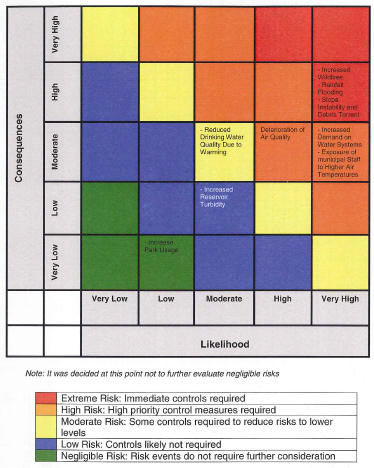 Very High
High
- Increased
Wildfires
- Rainfall
Flooding
- Slope
Instability and
Debris Torrent
Consequences
Moderate
- Reduced
Drinking Water
Quality Due to
Warming
Deterioration of
Air Quality
- Increased
Demand on
Water Systems
- Exposure of
municipal Staff
to Higher Air
Temperatures
Low
- Increased
Reservoir
Turbidity
Very Low
- Increase
Park Usage
Very Low
Low
Moderate
High
Very High
Likelihood
Note: It was decided at this point not to further evaluate negligible risks
Extreme Risk: Immediate controls required
High Risk: High priority control measures required
Moderate Risk: Some controls required to reduce risks to lower
levels
Low Risk: Controls likely not required
Negligible Risk: Risk events do not require further consideration